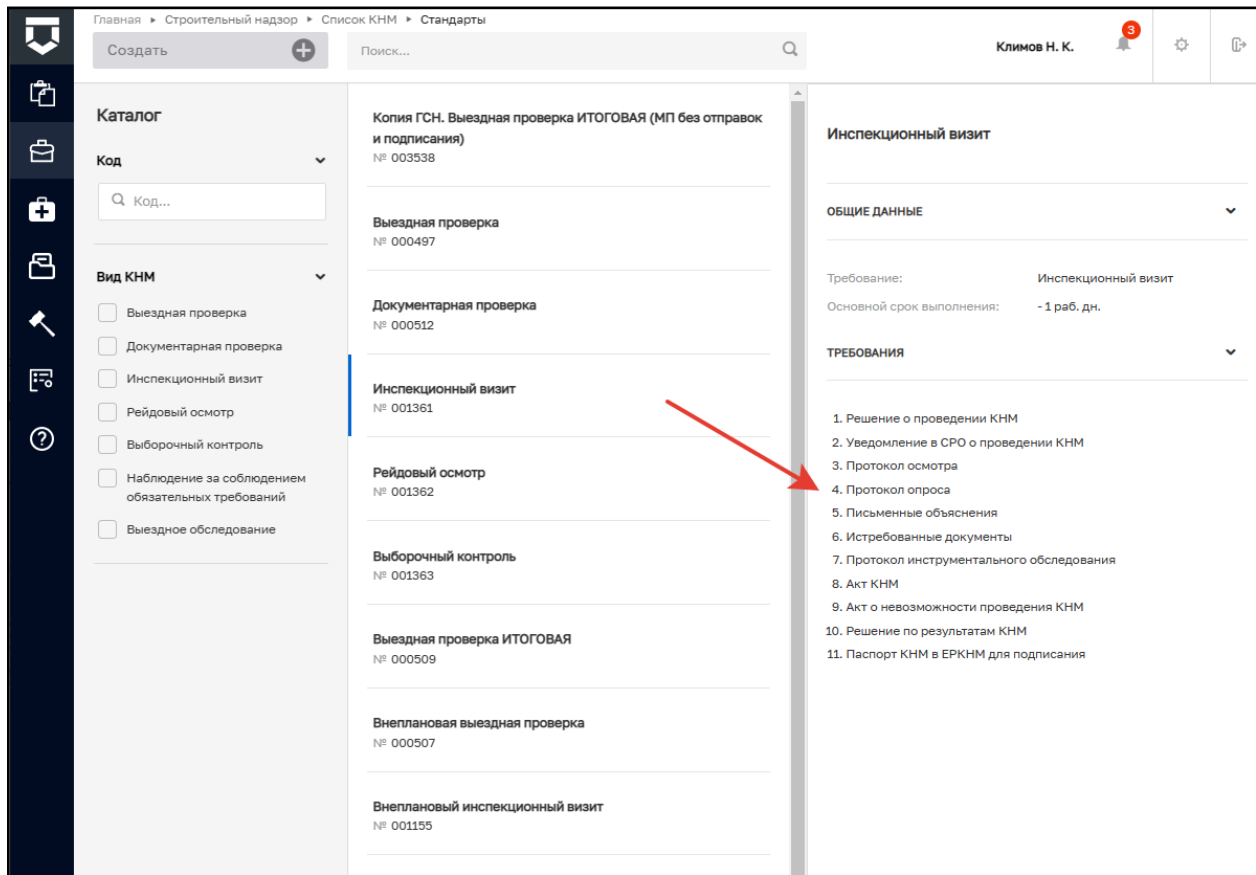 Главная ▸ Строительный надзор ▸ Список КНМ ▸ Стандарты
Создать
Поиск...
Климов Н. К.
3
Каталог
Код
Код...
Вид КНМ
Выездная проверка
Документарная проверка
Инспекционный визит
Рейдовый осмотр
Выборочный контроль
Наблюдение за соблюдением
обязательных требований
Выездное обследование
Копия ГСН. Выездная проверка ИТОГОВАЯ (МП без отправок
и подписания)
№ 003538
Выездная проверка
№ 000497
Документарная проверка
№ 000512
Инспекционный визит
№ 001361
Рейдовый осмотр
№ 001362
Выборочный контроль
№ 001363
Выездная проверка ИТОГОВАЯ
№ 000509
Внеплановая выездная проверка
№ 000507
Внеплановый инспекционный визит
№ 001155
Инспекционный визит
ОБЩИЕ ДАННЫЕ
Требование: Инспекционный визит
Основной срок выполнения: - 1 раб. дн.
ТРЕБОВАНИЯ
1. Решение о проведении КНМ
2. Уведомление в СРО о проведении КНМ
3. Протокол осмотра
4. Протокол опроса
5. Письменные объяснения
6. Истребованные документы
7. Протокол инструментального обследования
8. Акт КНМ
9. Акт о невозможности проведения КНМ
10. Решение по результатам КНМ
11. Паспорт КНМ в ЕРКНМ для подписания